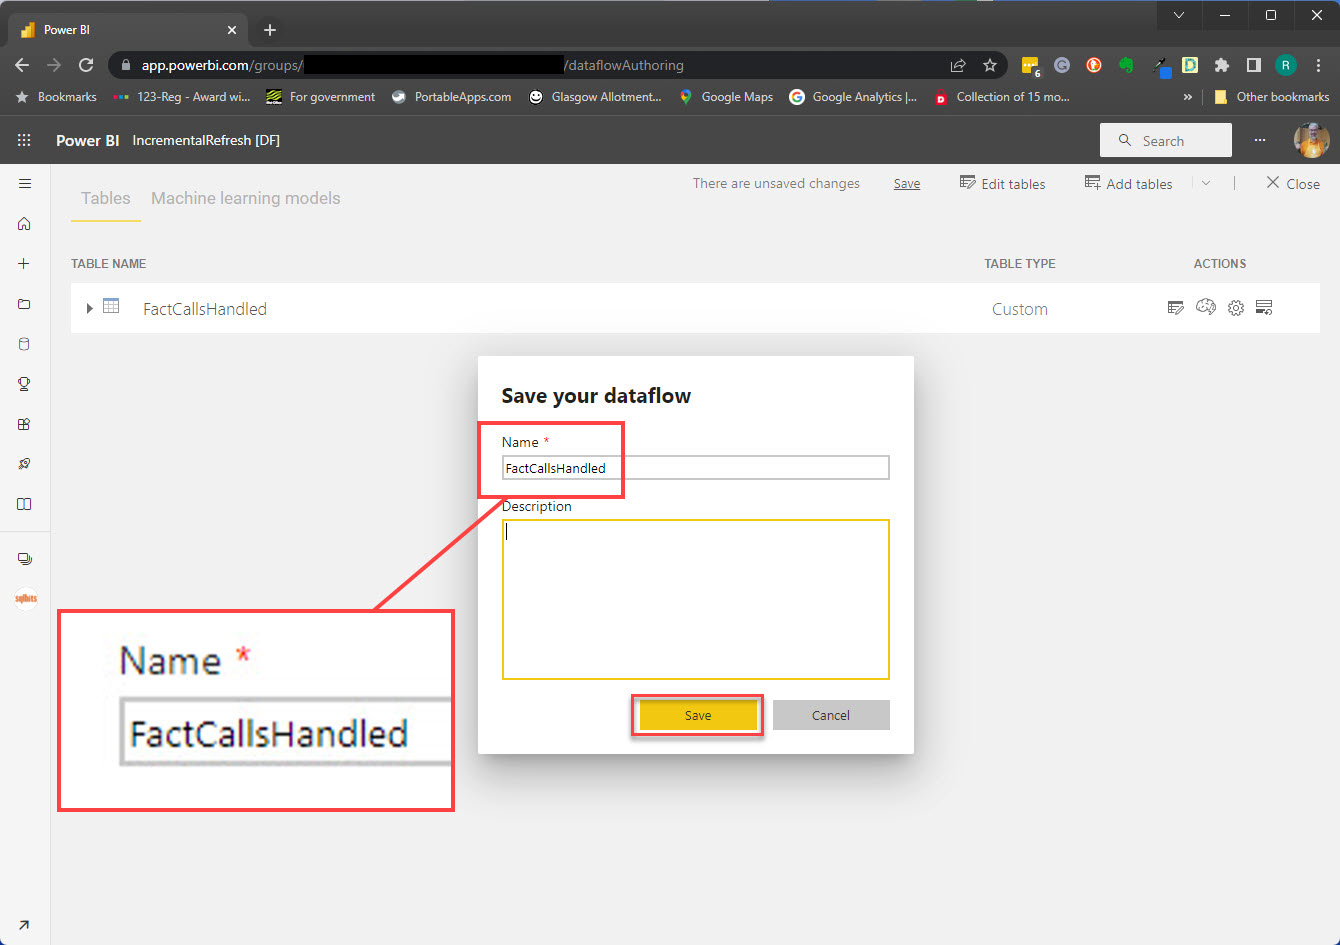 Power BI
app.powerbi.com/groups/ /dataflowAuthoring
6
G
D
R
Bookmarks 123-Reg - Award wi... For government PortableApps.com Glasgow Allotment... Google Maps Google Analytics |... Collection of 15 mo... » Other bookmarks
Power BI IncrementalRefresh [DF] Search ...
Tables Machine learning models There are unsaved changes Save Edit tables Add tables Close
TABLE NAME TABLE TYPE ACTIONS
FactCallsHandled Custom
Save your dataflow
Name *
FactCallsHandled
Description
sqlbits
Name *
FactCallsHandled
Save Cancel